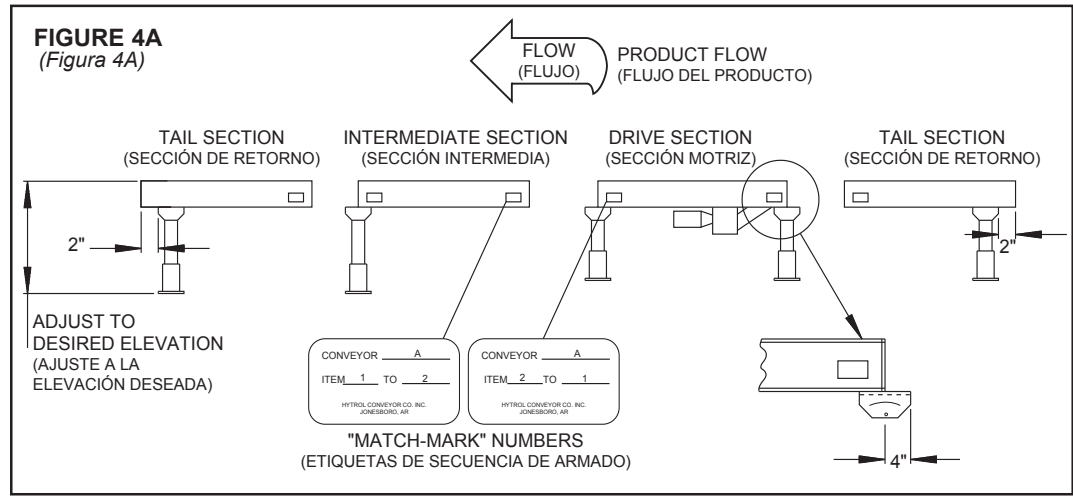 FIGURE 4A
(Figura 4A)
FLOW
(FLUJO)
PRODUCT FLOW
(FLUJO DEL PRODUCTO)
TAIL SECTION
(SECCIÓN DE RETORNO)
INTERMEDIATE SECTION
(SECCIÓN INTERMEDIA)
DRIVE SECTION
(SECCIÓN MOTRIZ)
TAIL SECTION
(SECCIÓN DE RETORNO)
2"
2"
ADJUST TO
DESIRED ELEVATION
(AJUSTE A LA
ELEVACIÓN DESEADA)
CONVEYOR A
ITEM 1 TO 2
HYTROL CONVEYOR CO. INC.
JONESBORO, AR
CONVEYOR A
ITEM 2 TO 1
HYTROL CONVEYOR CO. INC.
JONESBORO, AR
4"
"MATCH-MARK" NUMBERS
(ETIQUETAS DE SECUENCIA DE ARMADO)